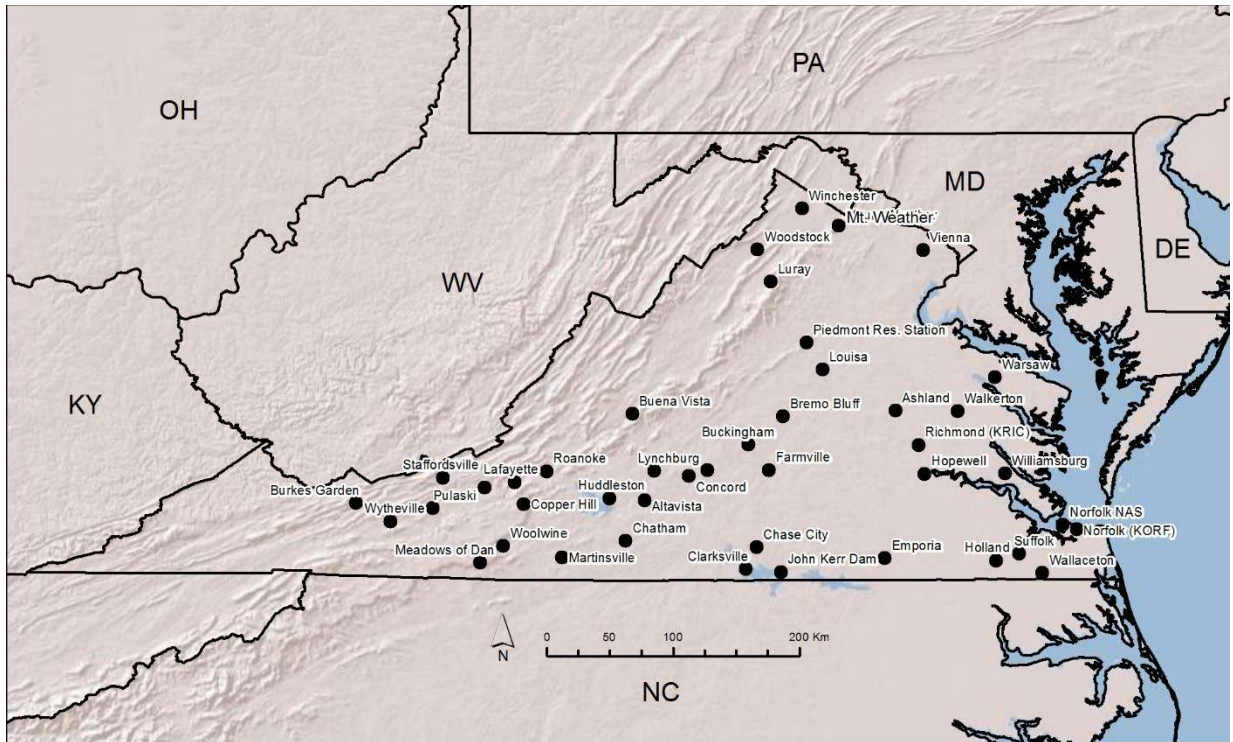 PA
OH
MD
Winchester
Mt. Weather
Woodstock
Vienna
DE
WV
Luray
Piedmont Res. Station
Louisa
Warsaw
KY
Buena Vista
Bremo Bluff
Ashland
Walkerton
Buckingham
Richmond (KRIC)
Staffordsville
Lafayette
Roanoke
Lynchburg
Farmville
Hopewell
Williamsburg
Burkes Garden
Pulaski
Huddleston
Concord
Wytheville
Copper Hill
Altavista
Norfolk NAS
Norfolk (KORF)
Woolwine
Chatham
Chase City
Suffolk
Meadows of Dan
Martinsville
Clarksville
John Kerr Dam
Emporia
Holland
Wallaceton
N
0 50 100 200 Km
NC